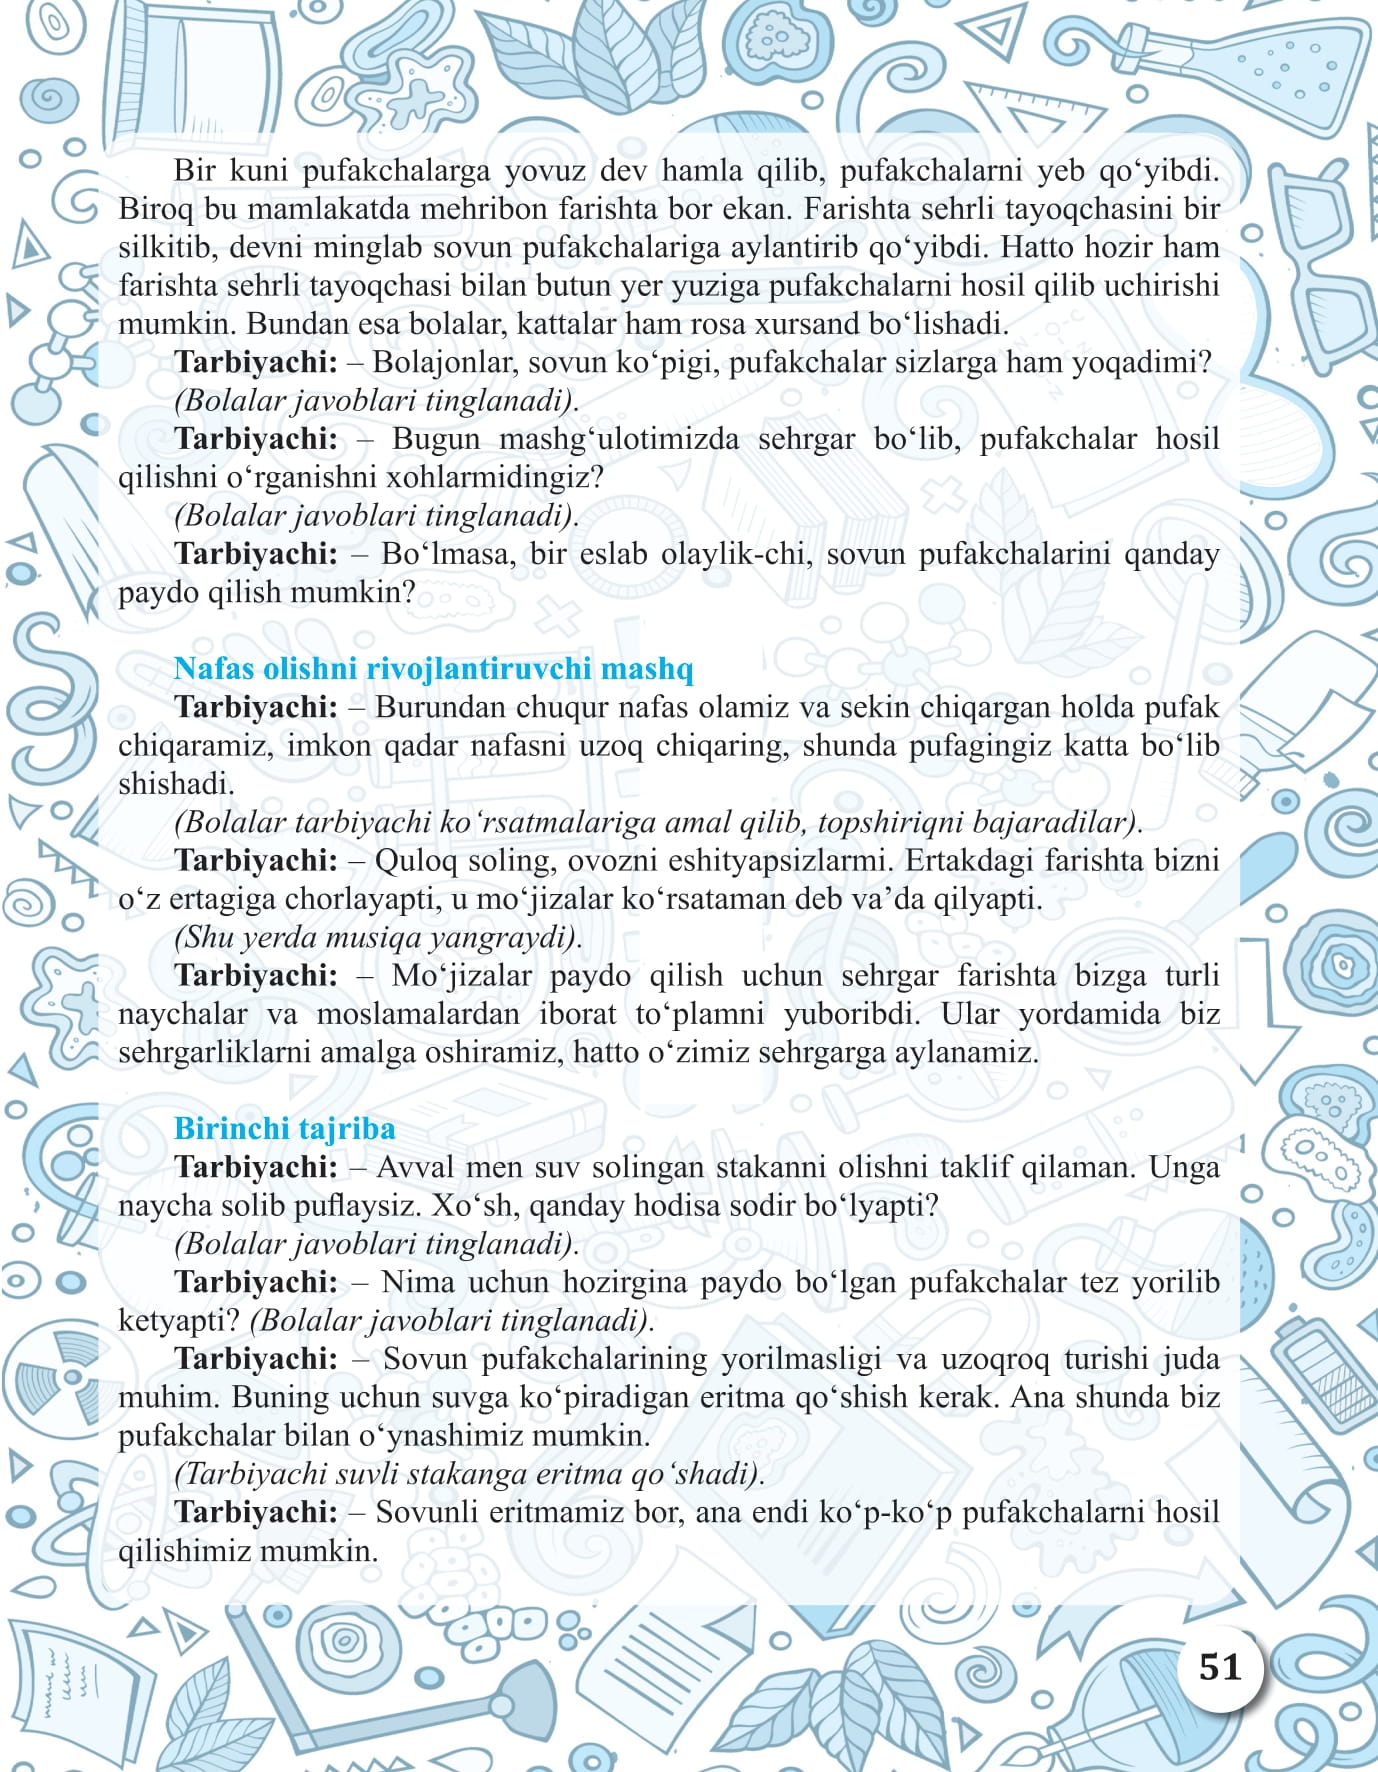 Bir kuni pufakchalarga yovuz dev hamla qilib, pufakchalarni yeb qo‘yibdi.
Biroq bu mamlakatda mehribon farishta bor ekan. Farishta sehrli tayoqchasini bir
silkitib, devni minglab sovun pufakchalariga aylantirib qo‘yibdi. Hatto hozir ham
farishta sehrli tayoqchasi bilan butun yer yuziga pufakchalarni hosil qilib uchirishi
mumkin. Bundan esa bolalar, kattalar ham rosa xursand bo‘lishadi.
Tarbiyachi: – Bolajonlar, sovun ko‘pigi, pufakchalar sizlarga ham yoqadimi?
(Bolalar javoblari tinglanadi).
Tarbiyachi: – Bugun mashg‘ulotimizda sehrgar bo‘lib, pufakchalar hosil
qilishni o‘rganishni xohlarmidingiz?
(Bolalar javoblari tinglanadi).
Tarbiyachi: – Bo‘lmasa, bir eslab olaylik-chi, sovun pufakchalarini qanday
paydo qilish mumkin?
Nafas olishni rivojlantiruvchi mashq
Tarbiyachi: – Burundan chuqur nafas olamiz va sekin chiqargan holda pufak
chiqaramiz, imkon qadar nafasni uzoq chiqaring, shunda pufagingiz katta bo‘lib
shishadi.
(Bolalar tarbiyachi ko‘rsatmalariga amal qilib, topshiriqni bajaradilar).
Tarbiyachi: – Quloq soling, ovozni eshityapsizlarmi. Ertakdagi farishta bizni
o‘z ertagiga chorlayapti, u mo‘jizalar ko‘rsataman deb va’da qilyapti.
(Shu yerda musiqa yangraydi).
Tarbiyachi: – Mo‘jizalar paydo qilish uchun sehrgar farishta bizga turli
naychalar va moslamalardan iborat to‘plamni yuboribdi. Ular yordamida biz
sehrgarliklarni amalga oshiramiz, hatto o‘zimiz sehrgarga aylanamiz.
Birinchi tajriba
Tarbiyachi: – Avval men suv solingan stakanni olishni taklif qilaman. Unga
naycha solib puflaysiz. Xo‘sh, qanday hodisa sodir bo‘lyapti?
(Bolalar javoblari tinglanadi).
Tarbiyachi: – Nima uchun hozirgina paydo bo‘lgan pufakchalar tez yorilib
ketyapti? (Bolalar javoblari tinglanadi).
Tarbiyachi: – Sovun pufakchalarining yorilmasligi va uzoqroq turishi juda
muhim. Buning uchun suvga ko‘piradigan eritma qo‘shish kerak. Ana shunda biz
pufakchalar bilan o‘ynashimiz mumkin.
(Tarbiyachi suvli stakanga eritma qo‘shadi).
Tarbiyachi: – Sovunli eritmamiz bor, ana endi ko‘p-ko‘p pufakchalarni hosil
qilishimiz mumkin.
51